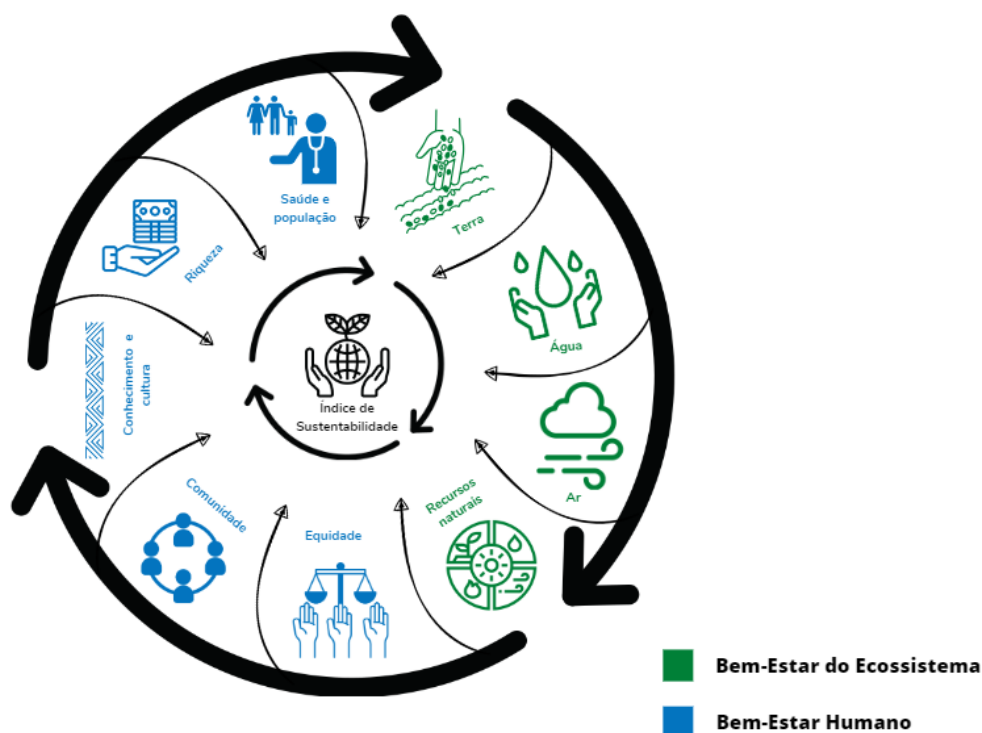 Saúde e
população
Terra
Riqueza
Água
Conhecimento e
cultura
Índice de
Sustentabilidade
Ar
Recursos
naturais
Comunidade
Equidade
Bem-Estar do Ecossistema
Bem-Estar Humano